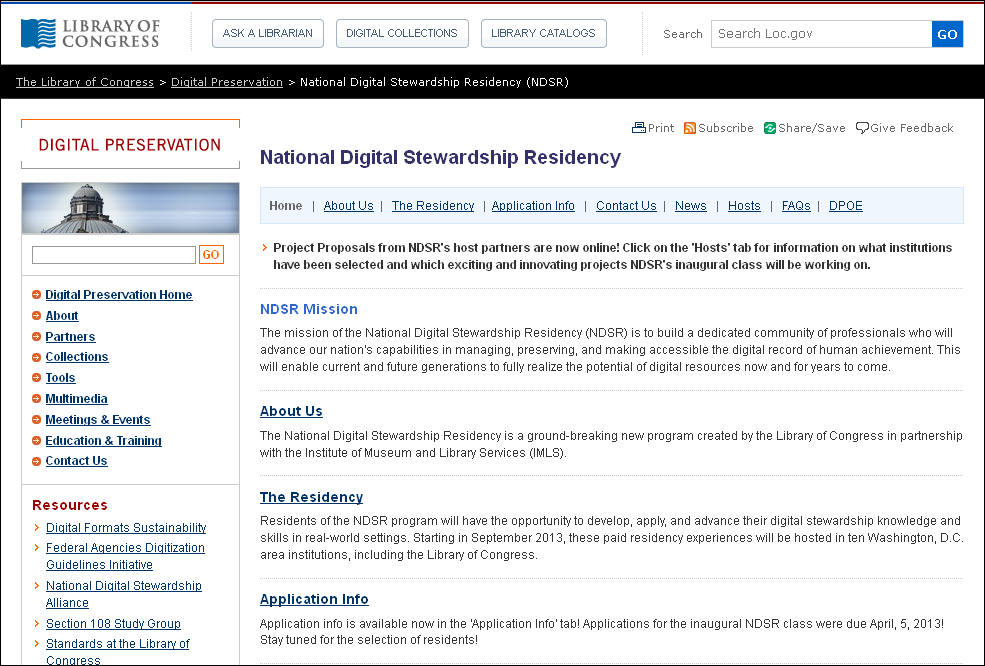 LIBRARY OF
CONGRESS
ASK A LIBRARIAN
DIGITAL COLLECTIONS
LIBRARY CATALOGS
Search
Search Loc.gov
GO
The Library of Congress > Digital Preservation > National Digital Stewardship Residency (NDSR)
DIGITAL PRESERVATION
GO
Digital Preservation Home
About
Partners
Collections
Tools
Multimedia
Meetings & Events
Education & Training
Contact Us
Resources
Digital Formats Sustainability
Federal Agencies Digitization
Guidelines Initiative
National Digital Stewardship
Alliance
Section 108 Study Group
Standards at the Library of
Congress
Print Subscribe Share/Save Give Feedback
National Digital Stewardship Residency
Home | About Us | The Residency | Application Info | Contact Us | News | Hosts | FAQs | DPOE
Project Proposals from NDSR's host partners are now online! Click on the 'Hosts' tab for information on what institutions
have been selected and which exciting and innovating projects NDSR's inaugural class will be working on.
NDSR Mission
The mission of the National Digital Stewardship Residency (NDSR) is to build a dedicated community of professionals who will
advance our nation's capabilities in managing, preserving, and making accessible the digital record of human achievement. This
will enable current and future generations to fully realize the potential of digital resources now and for years to come.
About Us
The National Digital Stewardship Residency is a ground-breaking new program created by the Library of Congress in partnership
with the Institute of Museum and Library Services (IMLS).
The Residency
Residents of the NDSR program will have the opportunity to develop, apply, and advance their digital stewardship knowledge and
skills in real-world settings. Starting in September 2013, these paid residency experiences will be hosted in ten Washington, D.C.
area institutions, including the Library of Congress.
Application Info
Application info is available now in the 'Application Info' tab! Applications for the inaugural NDSR class were due April, 5, 2013!
Stay tuned for the selection of residents!